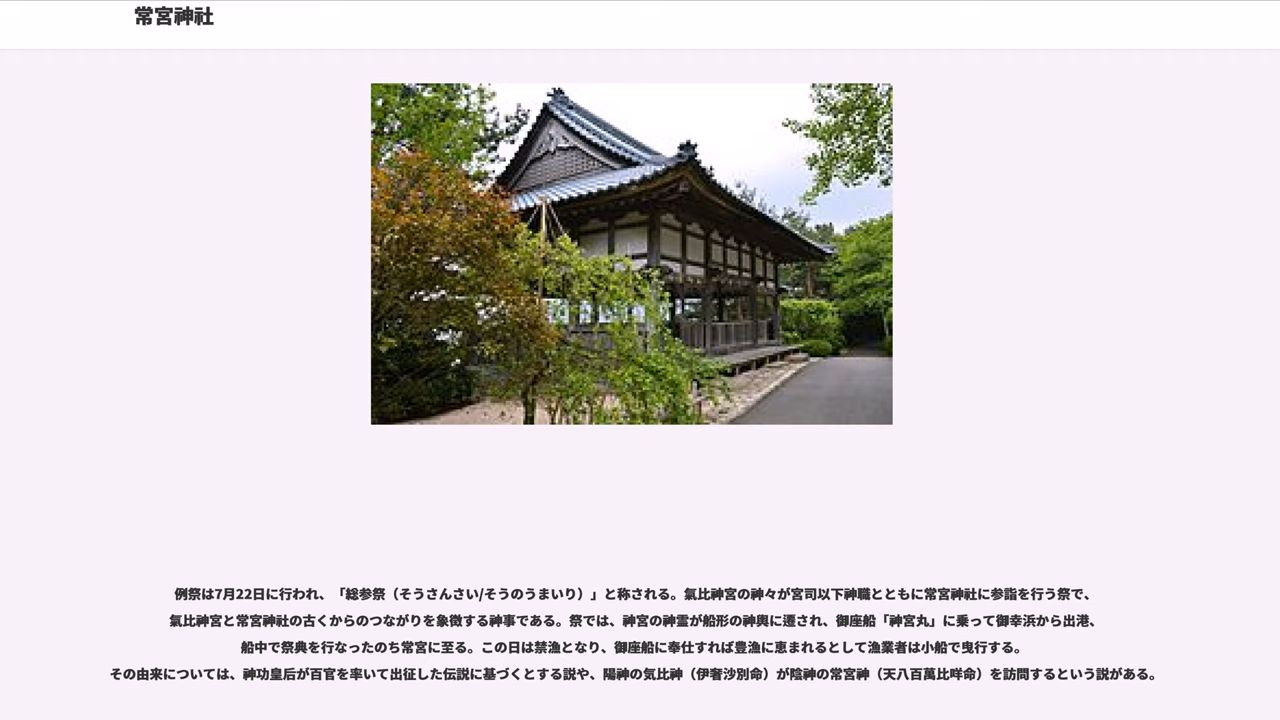 常宮神社
例祭は7月22日に行われ、「総参祭（そうさんさい/そうのうまいり）」と称される。氣比神宮の神々が宮司以下神職とともに常宮神社に参詣を行う祭で、
氣比神宮と常宮神社の古くからのつながりを象徴する神事である。祭では、神宮の神霊が船形の神輿に遷され、御座船「神宮丸」に乗って御幸浜から出港、
船中で祭典を行なったのち常宮に至る。この日は禁漁となり、御座船に奉仕すれば豊漁に恵まれるとして漁業者は小船で曳行する。
その由来については、神功皇后が百官を率いて出征した伝説に基づくとする説や、陽神の気比神（伊奢沙別命）が陰神の常宮神（天八百萬比咩命）を訪問するという説がある。